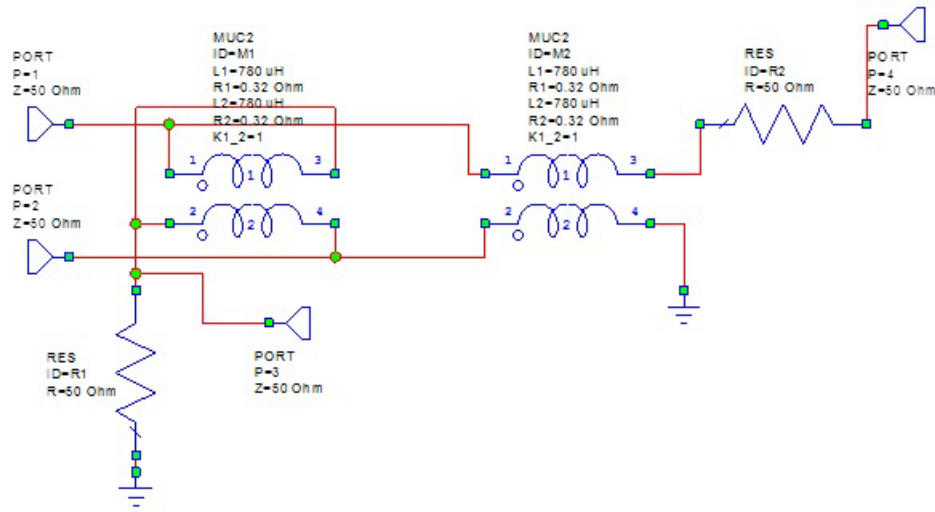 PORT
P=1
Z=50 Ohm
MUC2
ID=M1
L1=780 uH
R1=0.32 Ohm
L2=780 uH
R2=0.32 Ohm
K1_2=1
MUC2
ID=M2
L1=780 uH
R1=0.32 Ohm
L2=780 uH
R2=0.32 Ohm
K1_2=1
RES
ID=R2
R=50 Ohm
PORT
P=4
Z=50 Ohm
1
3
1
2
4
2
1
3
1
2
4
2
PORT
P=2
Z=50 Ohm
RES
ID=R1
R=50 Ohm
PORT
P=3
Z=50 Ohm